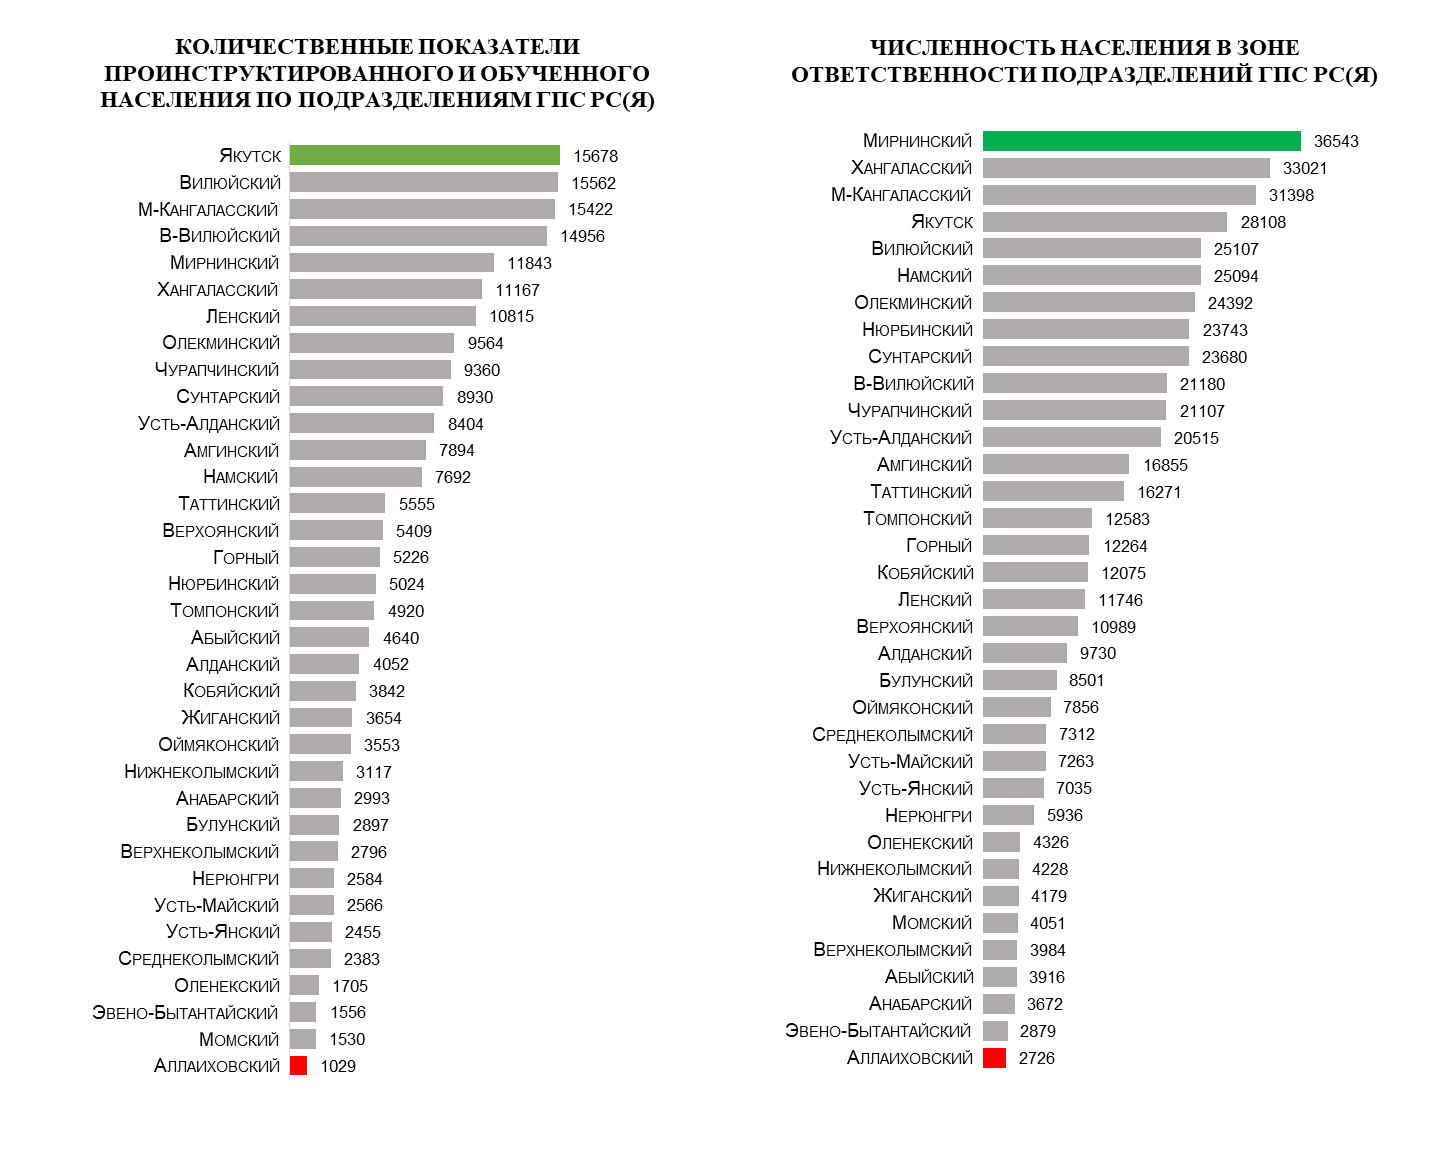 КОЛИЧЕСТВЕННЫЕ ПОКАЗАТЕЛИ
ПРОИНСТРУКТИРОВАННОГО И ОБУЧЕННОГО
НАСЕЛЕНИЯ ПО ПОДРАЗДЕЛЕНИЯМ ГПС РС(Я)
ЯКУТСК 15678
ВИЛЮЙСКИЙ 15562
М-КАНГАЛАССКИЙ 15422
В-ВИЛЮЙСКИЙ 14956
МИРНИНСКИЙ 11843
ХАНГАЛАССКИЙ 11167
ЛЕНСКИЙ 10815
ОЛЕКМИНСКИЙ 9564
ЧУРАПЧИНСКИЙ 9360
СУНТАРСКИЙ 8930
УСТЬ-АЛДАНСКИЙ 8404
АМГИНСКИЙ 7894
НАМСКИЙ 7692
ТАТТИНСКИЙ 5555
ВЕРХОЯНСКИЙ 5409
ГОРНЫЙ 5226
НЮРБИНСКИЙ 5024
ТОМПОНСКИЙ 4920
АБЫЙСКИЙ 4640
АЛДАНСКИЙ 4052
КОБЯЙСКИЙ 3842
ЖИГАНСКИЙ 3654
ОЙМЯКОНСКИЙ 3553
НИЖНЕКОЛЫМСКИЙ 3117
АНАБАРСКИЙ 2993
БУЛУНСКИЙ 2897
ВЕРХНЕКОЛЫМСКИЙ 2796
НЕРЮНГРИ 2584
УСТЬ-МАЙСКИЙ 2566
УСТЬ-ЯНСКИЙ 2455
СРЕДНЕКОЛЫМСКИЙ 2383
ОЛЕНЕКСКИЙ 1705
ЭВЕНО-БЫТАНТАЙСКИЙ 1556
МОМСКИЙ 1530
АЛЛАИХОВСКИЙ 1029
ЧИСЛЕННОСТЬ НАСЕЛЕНИЯ В ЗОНЕ
ОТВЕТСТВЕННОСТИ ПОДРАЗДЕЛЕНИЙ ГПС РС(Я)
МИРНИНСКИЙ 36543
ХАНГАЛАССКИЙ 33021
М-КАНГАЛАССКИЙ 31398
ЯКУТСК 28108
ВИЛЮЙСКИЙ 25107
НАМСКИЙ 25094
ОЛЕКМИНСКИЙ 24392
НЮРБИНСКИЙ 23743
СУНТАРСКИЙ 23680
В-ВИЛЮЙСКИЙ 21180
ЧУРАПЧИНСКИЙ 21107
УСТЬ-АЛДАНСКИЙ 20515
АМГИНСКИЙ 16855
ТАТТИНСКИЙ 16271
ТОМПОНСКИЙ 12583
ГОРНЫЙ 12264
КОБЯЙСКИЙ 12075
ЛЕНСКИЙ 11746
ВЕРХОЯНСКИЙ 10989
АЛДАНСКИЙ 9730
БУЛУНСКИЙ 8501
ОЙМЯКОНСКИЙ 7856
СРЕДНЕКОЛЫМСКИЙ 7312
УСТЬ-МАЙСКИЙ 7263
УСТЬ-ЯНСКИЙ 7035
НЕРЮНГРИ 5936
ОЛЕНЕКСКИЙ 4326
НИЖНЕКОЛЫМСКИЙ 4228
ЖИГАНСКИЙ 4179
МОМСКИЙ 4051
ВЕРХНЕКОЛЫМСКИЙ 3984
АБЫЙСКИЙ 3916
АНАБАРСКИЙ 3672
ЭВЕНО-БЫТАНТАЙСКИЙ 2879
АЛЛАИХОВСКИЙ 2726